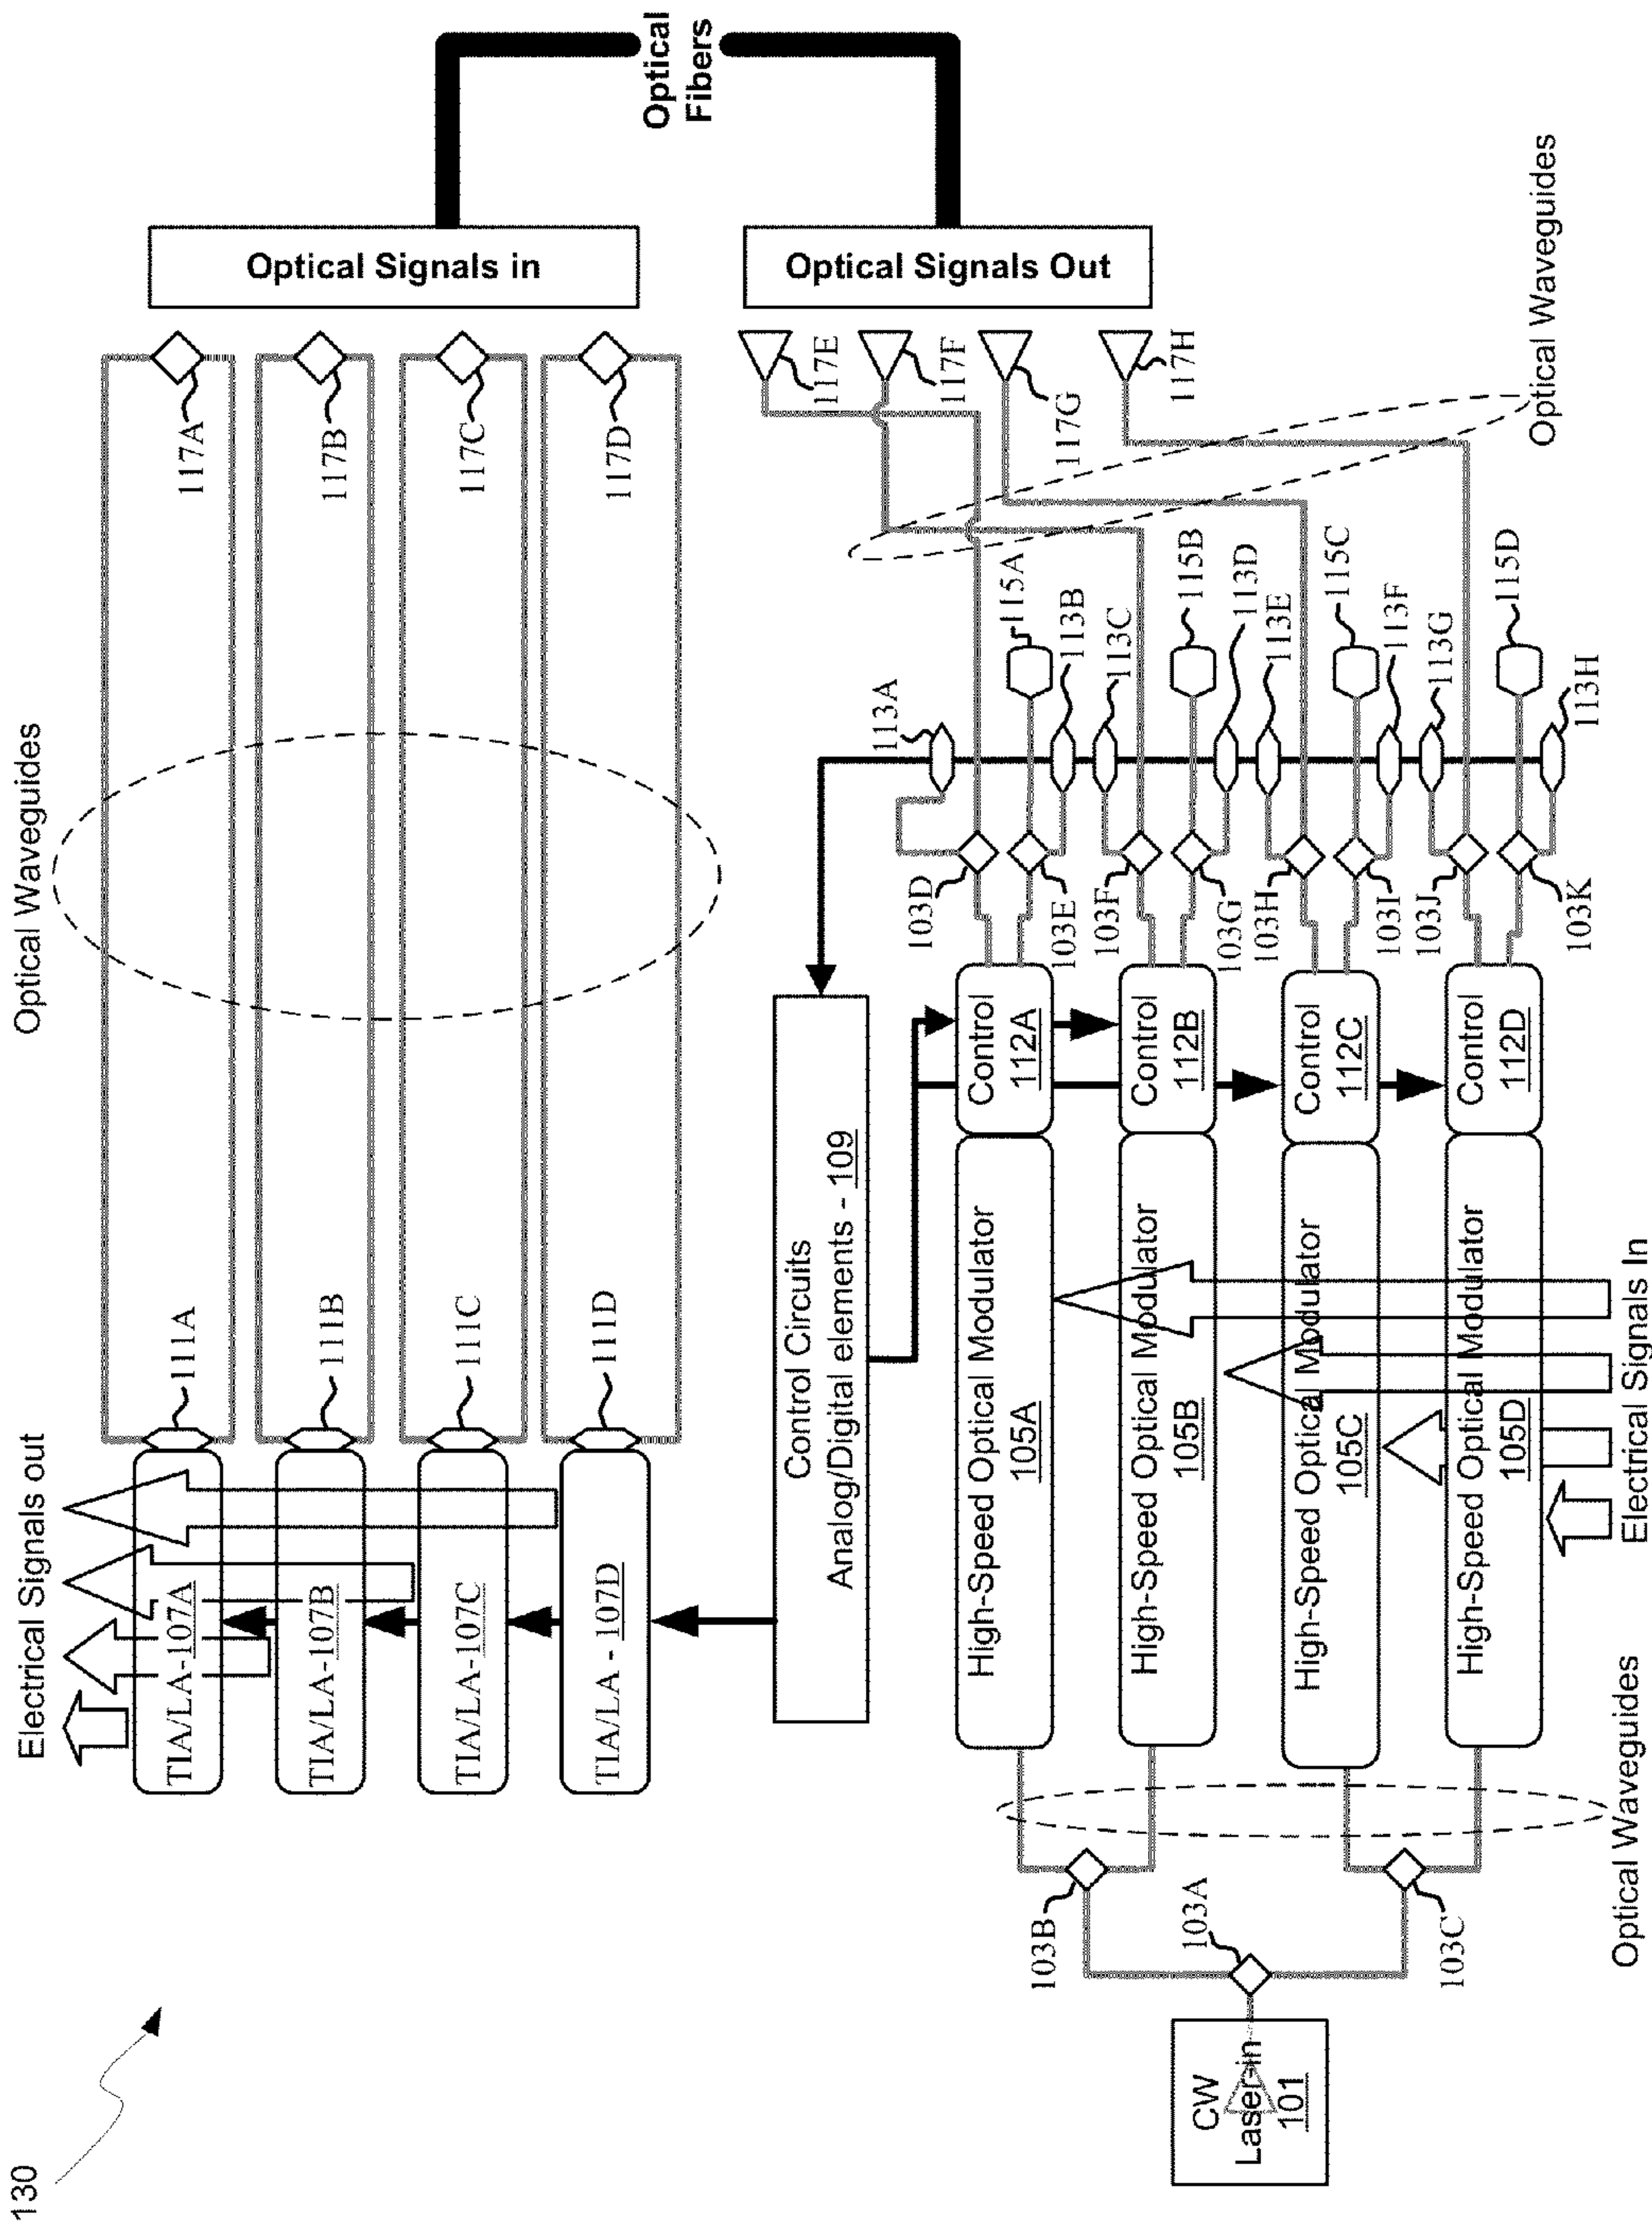 130
Optical Waveguides
Electrical Signals out
TIA/LA-107A
TIA/LA-107B
TIA/LA-107C
TIA/LA - 107D
111A
111B
111C
111D
117A
117B
117C
117D
Optical Signals in
Optical
Fibers
Optical Signals Out
117E
117F
117G
117H
Optical Waveguides
Control Circuits
Analog/Digital elements - 109
CW
Laser-in
101
103A
103B
103C
Optical Waveguides
High-Speed Optical Modulator
105A
High-Speed Optical Modulator
105B
High-Speed Optical Modulator
105C
High-Speed Optical Modulator
105D
Electrical Signals In
Control
112A
Control
112B
Control
112C
Control
112D
103D
103E
103F
103G
103H
103I
103J
103K
113A
115A
113B
113C
115B
113D
113E
115C
113F
113G
115D
113H